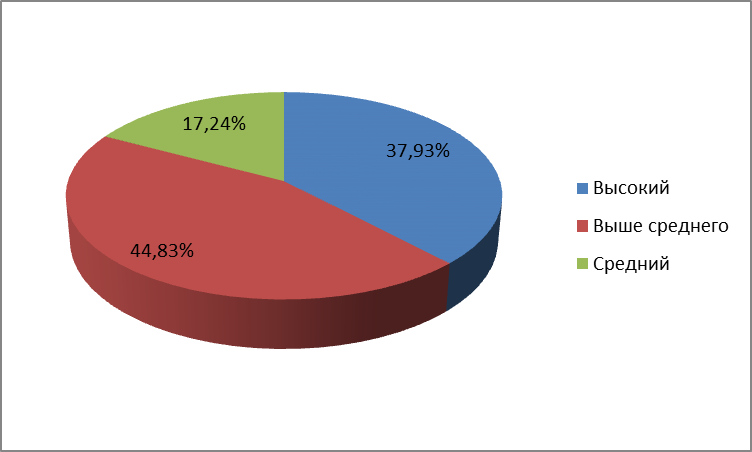 17,24%
37,93%
44,83%
Высокий
Выше среднего
Средний